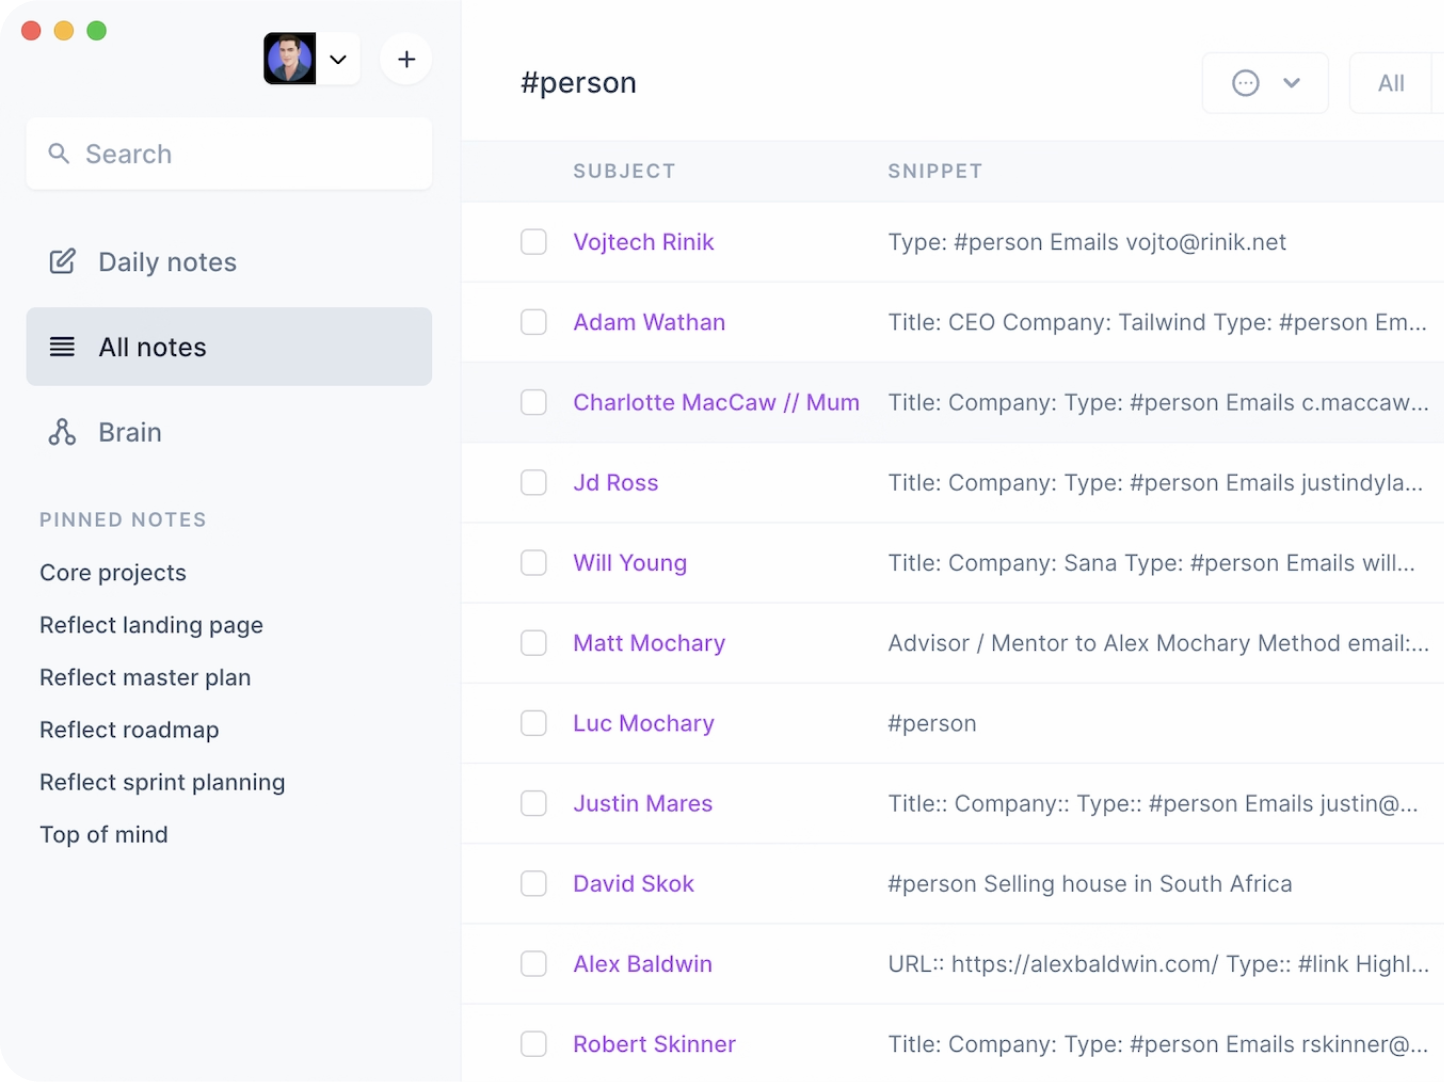 #person
All
Search
SUBJECT
SNIPPET
Daily notes
All notes
Brain
PINNED NOTES
Core projects
Reflect landing page
Reflect master plan
Reflect roadmap
Reflect sprint planning
Top of mind
Vojtech Rinik
Type: #person Emails vojto@rinik.net
Adam Wathan
Title: CEO Company: Tailwind Type: #person Em...
Charlotte MacCaw // Mum
Title: Company: Type: #person Emails c.maccaw...
Jd Ross
Title: Company: Type: #person Emails justindyla...
Will Young
Title: Company: Sana Type: #person Emails will...
Matt Mochary
Advisor / Mentor to Alex Mochary Method email:...
Luc Mochary
#person
Justin Mares
Title:: Company:: Type:: #person Emails justin@...
David Skok
#person Selling house in South Africa
Alex Baldwin
URL:: https://alexbaldwin.com/ Type:: #link Highl...
Robert Skinner
Title: Company: Type: #person Emails rskinner@...